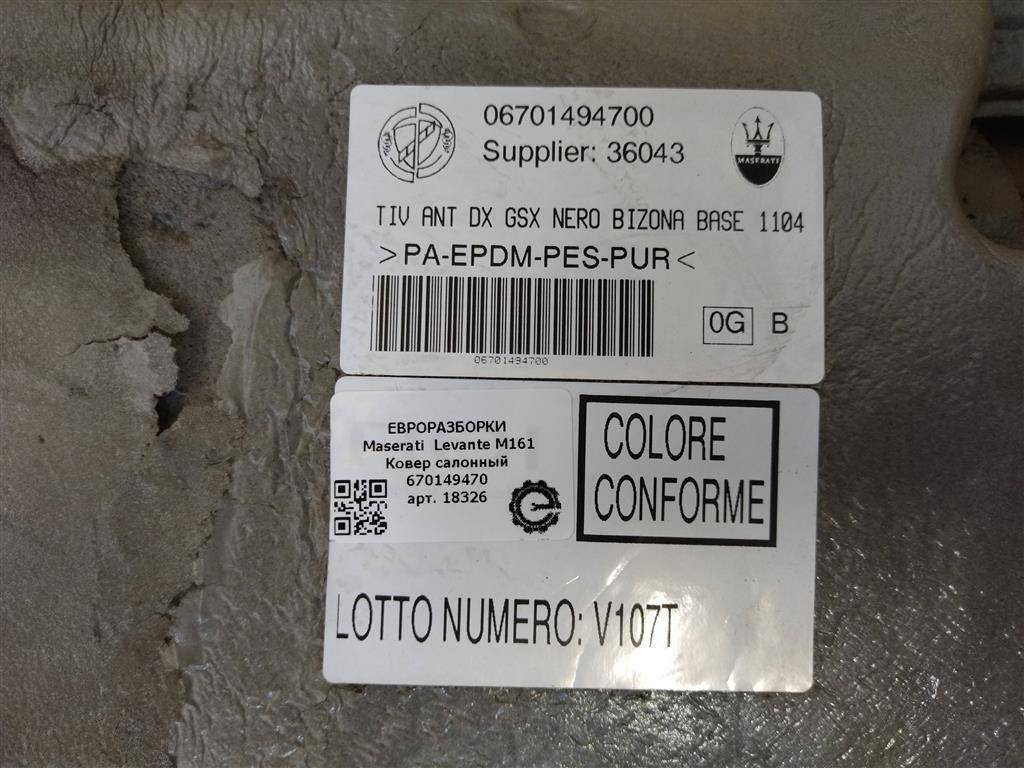 06701494700
Supplier: 36043
MASERATI
TIV ANT DX GSX NERO BIZONA BASE 1104
>PA-EPDM-PES-PUR<
06701494700
0G B
ЕВРОРАЗБОРКИ
Maserati Levante M161
Ковер салонный
670149470
арт. 18326
COLORE
CONFORME
LOTTO NUMERO: V107T